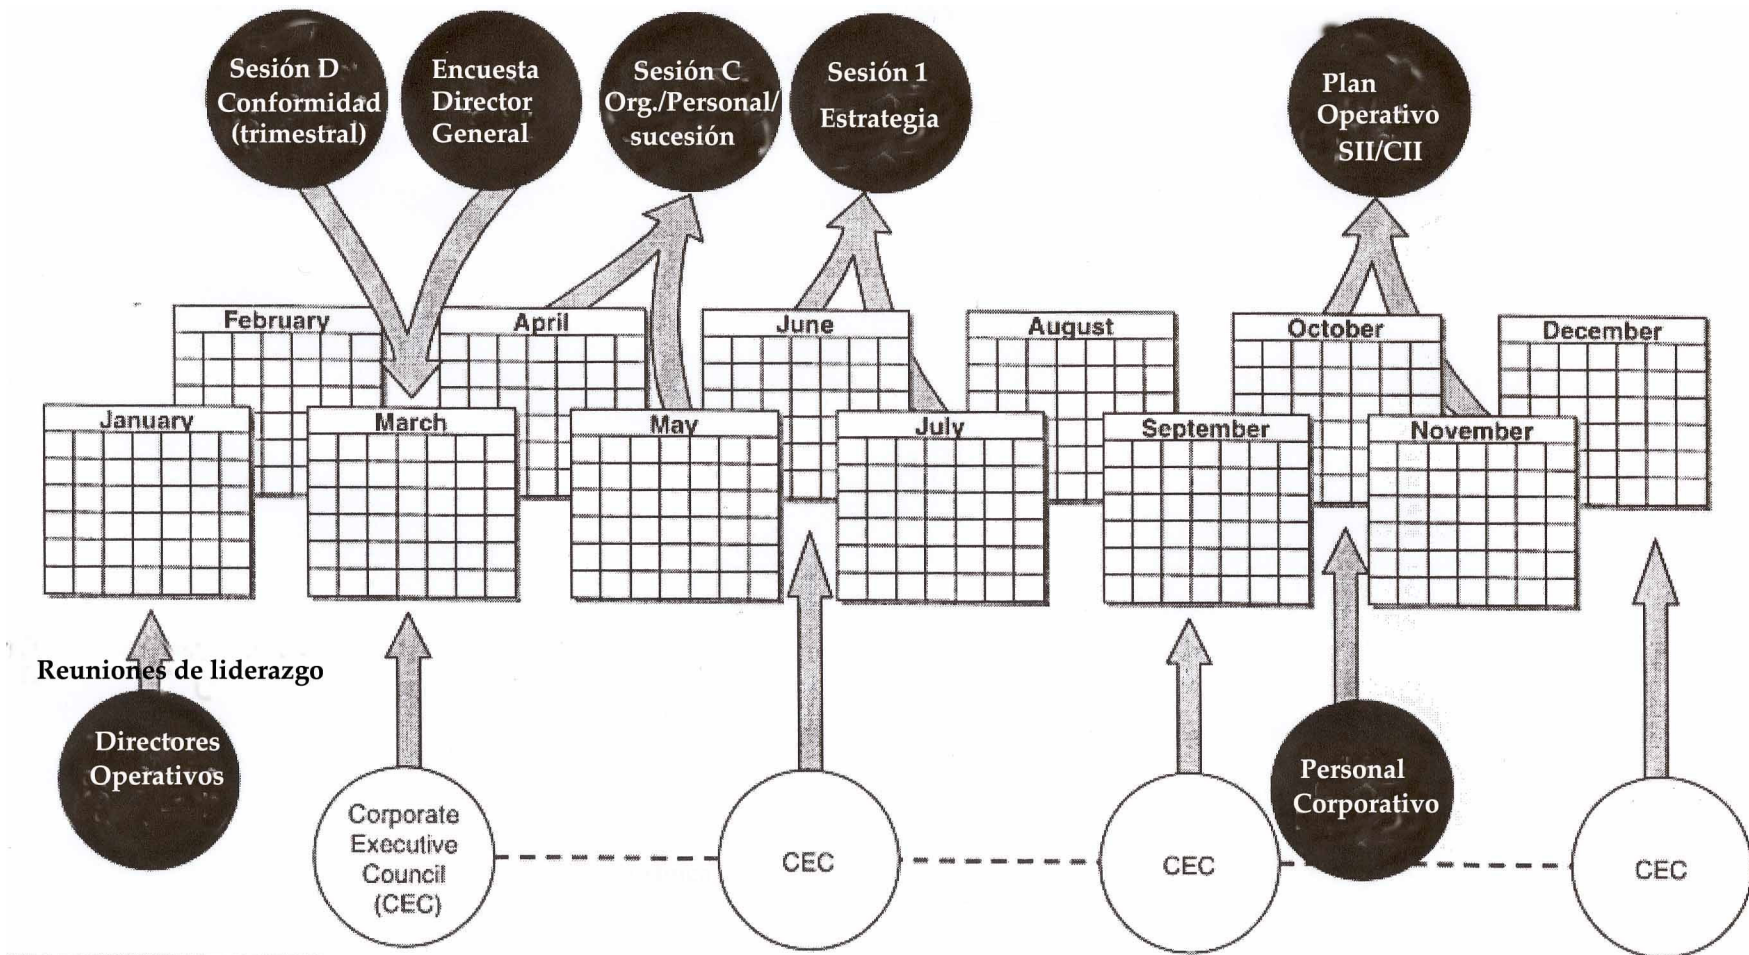 Sesión D
Conformidad
(trimestral)
Encuesta
Director
General
Sesión C
Org./Personal/
sucesión
Sesión 1
Estrategia
Plan
Operativo
SII/CII
February
April
June
August
October
December
January
March
May
July
September
November
Reuniones de liderazgo
Directores
Operativos
Corporate
Executive
Council
(CEC)
CEC
CEC
Personal
Corporativo
CEC